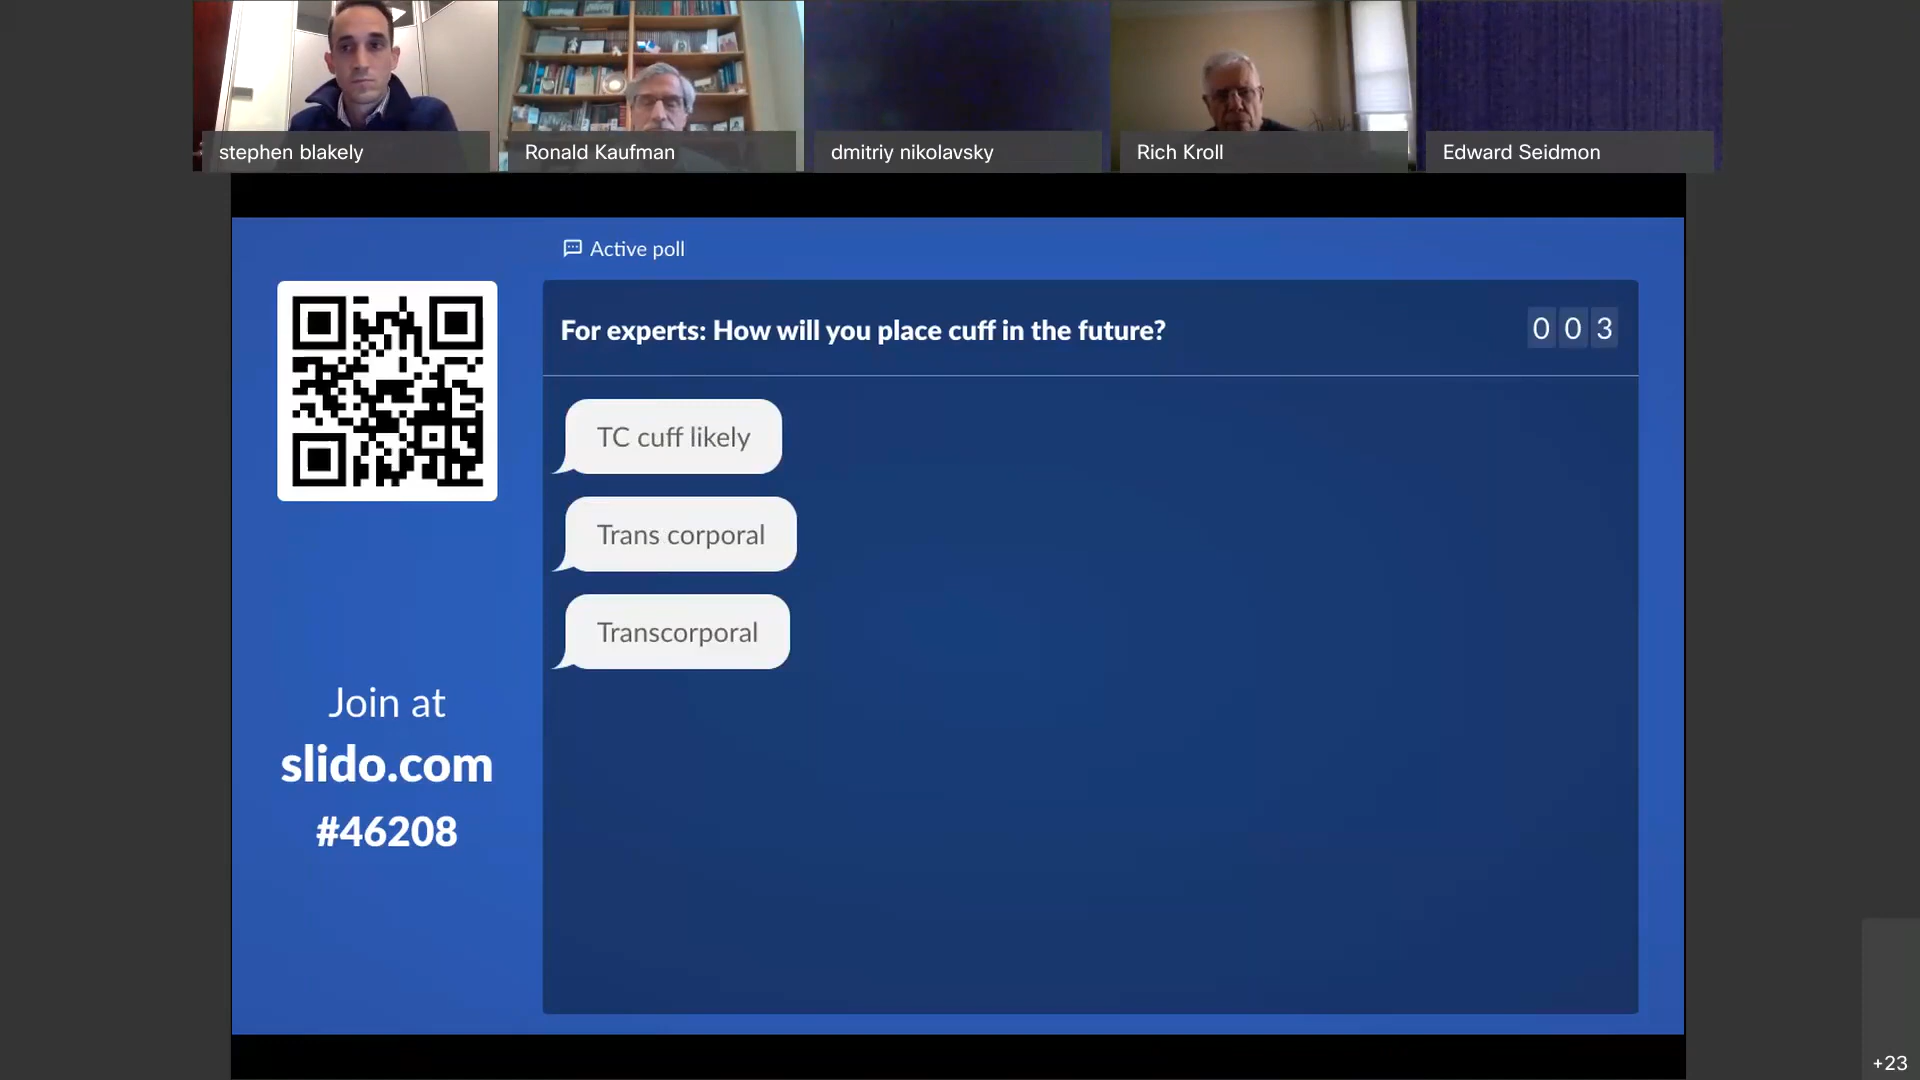 stephen blakely
Ronald Kaufman
dmitriy nikolavsky
Rich Kroll
Edward Seidmon
Active poll
For experts: How will you place cuff in the future?
003
TC cuff likely
Trans corporal
Transcorporal
Join at
slido.com
#46208
+23